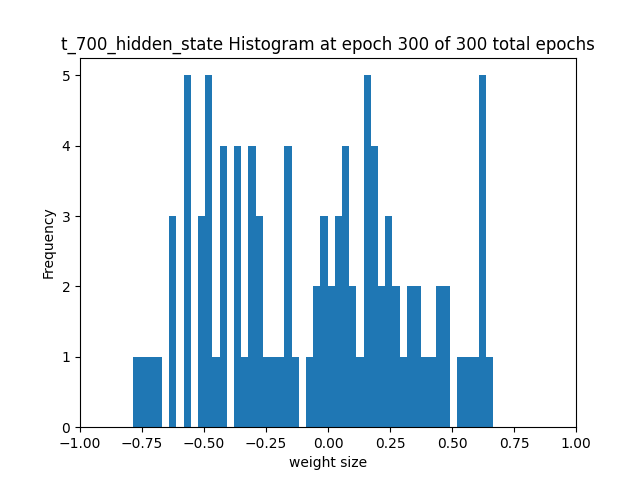 t_700_hidden_state Histogram at epoch 300 of 300 total epochs
5
4
3
2
1
0
Frequency
−1.00 −0.75 −0.50 −0.25 0.00 0.25 0.50 0.75 1.00
weight size